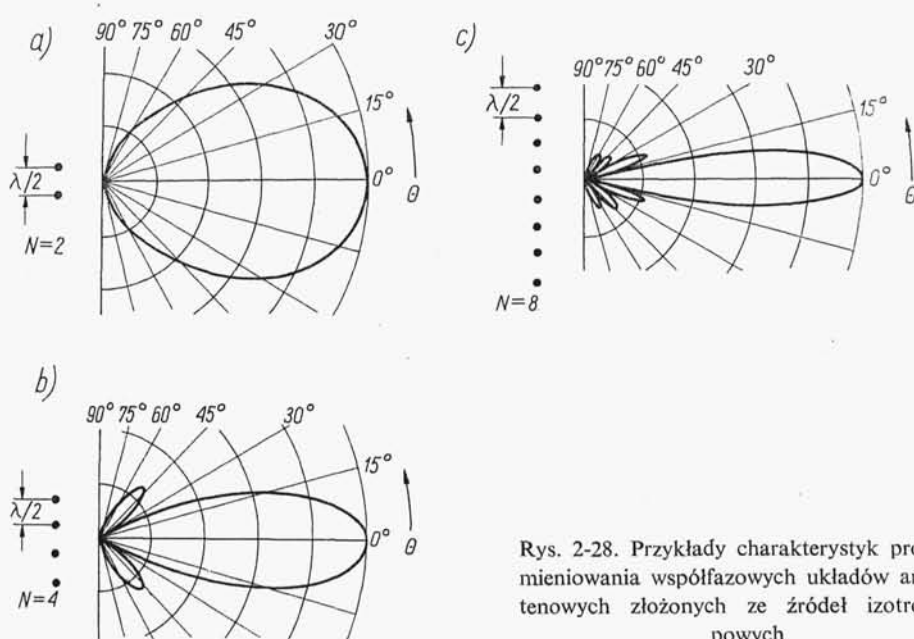 a)
90° 75° 60° 45° 30°
15°
0°
θ
λ/2
N=2
b)
90° 75° 60° 45° 30°
15°
0°
θ
λ/2
N=4
c)
90° 75° 60° 45° 30°
15°
0°
θ
λ/2
N=8
Rys. 2-28. Przykłady charakterystyk pro
mieniowania współfazowych układów an
tenowych złożonych ze źródeł izotro
powych